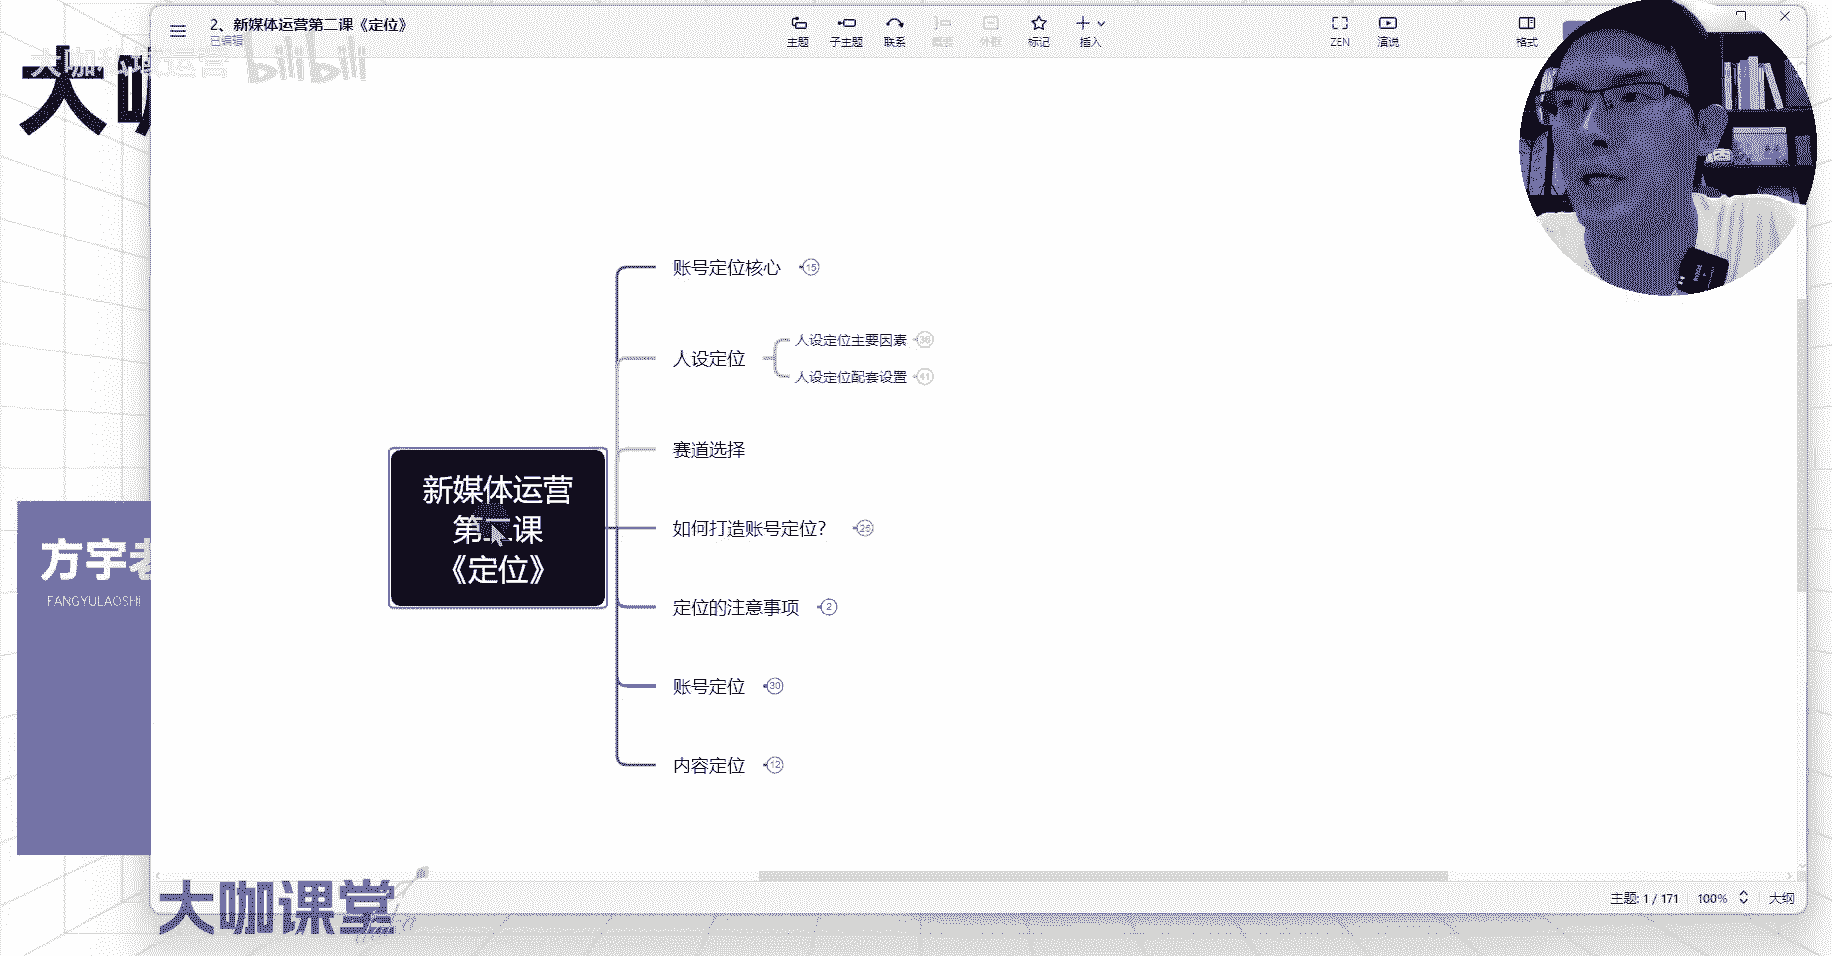 2、新媒体运营第二课《定位》
已编辑
主题
子主题
联系
概要
外框
标记
插入
ZEN
演说
格式
bilibili
大咖
账号定位核心 15
人设定位
人设定位主要因素 36
人设定位配套设置 41
赛道选择
新媒体运营
第二课
《定位》
如何打造账号定位? 25
定位的注意事项 2
账号定位 30
内容定位 12
方宇老
FANGYULAOSHI
大咖课堂
主题: 1 / 171
100%
大纲